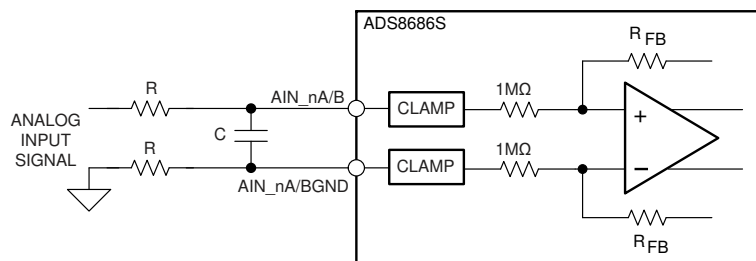 ADS8686S
R FB
R
AIN_nA/B
CLAMP
1MΩ
ANALOG
INPUT
SIGNAL
C
+
R
AIN_nA/BGND
CLAMP
1MΩ
−
R FB